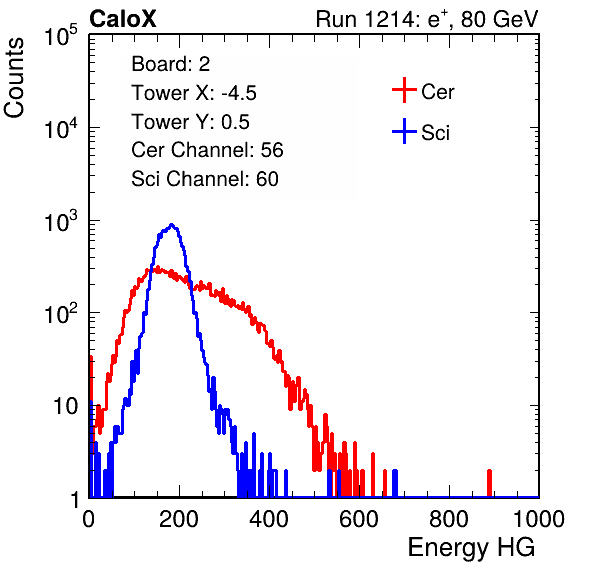 CaloX Run 1214: e⁺, 80 GeV
Counts
Board: 2
Tower X: -4.5
Tower Y: 0.5
Cer Channel: 56
Sci Channel: 60
Cer
Sci
10⁵
10⁴
10³
10²
10
1
0 200 400 600 800 1000
Energy HG